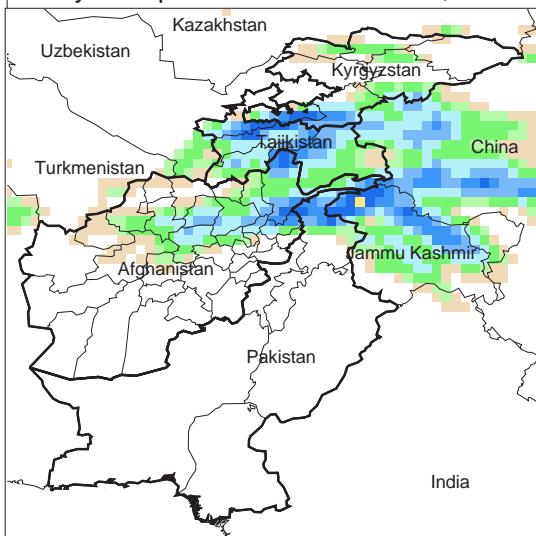 Kazakhstan
Uzbekistan
Kyrgyzstan
Tajikistan
China
Turkmenistan
Jammu Kashmir
Afghanistan
Pakistan
India